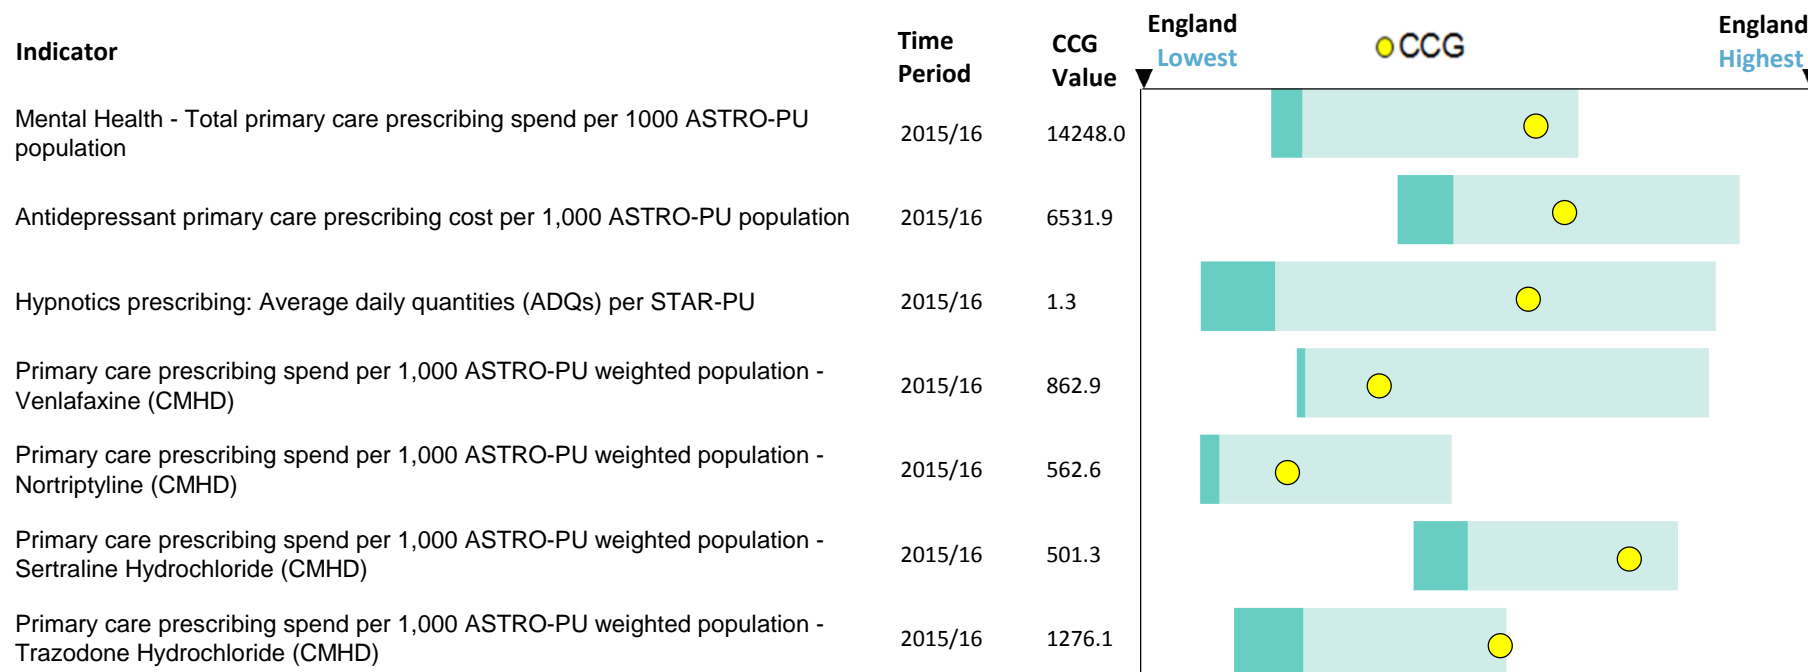 Indicator
Time
Period
CCG
Value
England
Lowest
CCG
England
Highest
Mental Health - Total primary care prescribing spend per 1000 ASTRO-PU
population
2015/16
14248.0
Antidepressant primary care prescribing cost per 1,000 ASTRO-PU population
2015/16
6531.9
Hypnotics prescribing: Average daily quantities (ADQs) per STAR-PU
2015/16
1.3
Primary care prescribing spend per 1,000 ASTRO-PU weighted population -
Venlafaxine (CMHD)
2015/16
862.9
Primary care prescribing spend per 1,000 ASTRO-PU weighted population -
Nortriptyline (CMHD)
2015/16
562.6
Primary care prescribing spend per 1,000 ASTRO-PU weighted population -
Sertraline Hydrochloride (CMHD)
2015/16
501.3
Primary care prescribing spend per 1,000 ASTRO-PU weighted population -
Trazodone Hydrochloride (CMHD)
2015/16
1276.1